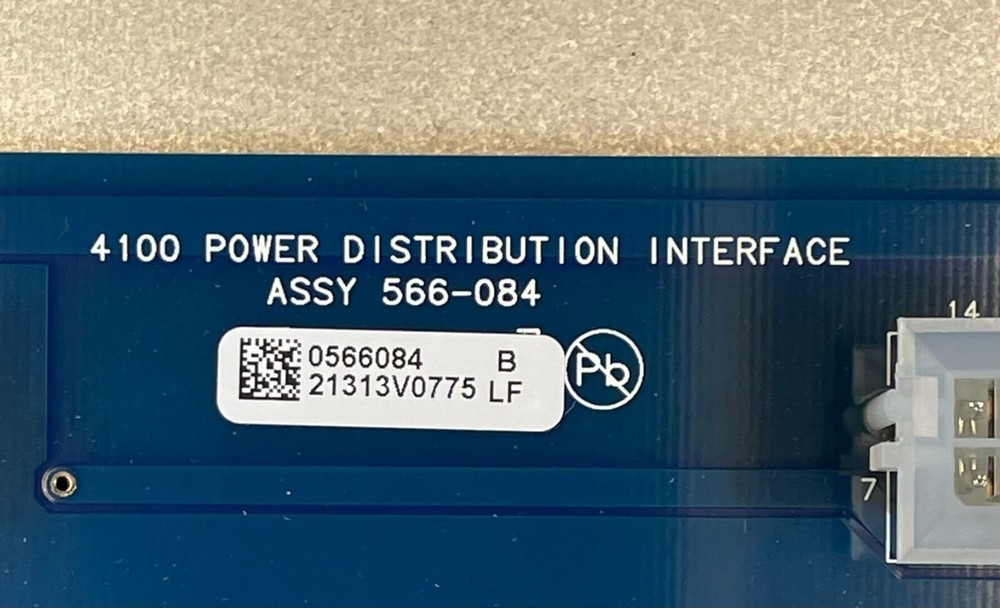 4100 POWER DISTRIBUTION INTERFACE
ASSY 566-084
0566084 B
21313V0775 LF
Pb
14
7